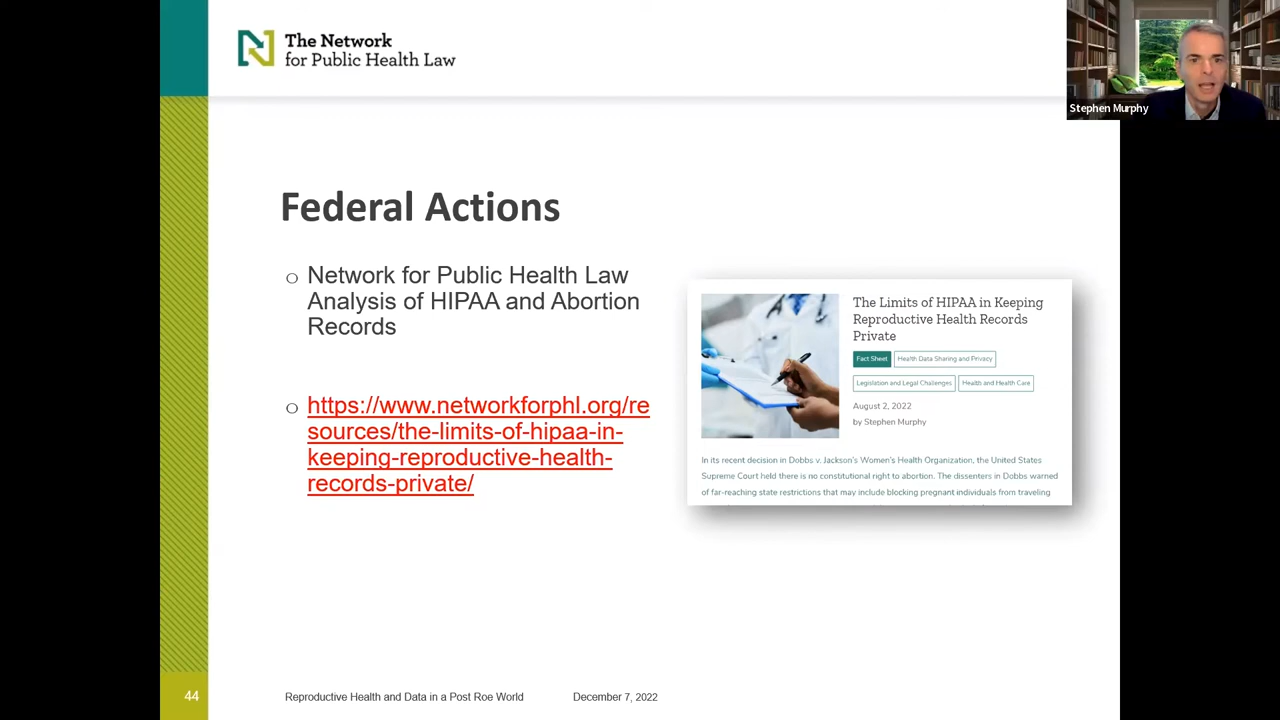 The Network
for Public Health Law
Stephen Murphy
Federal Actions
Network for Public Health Law
Analysis of HIPAA and Abortion
Records
https://www.networkforphl.org/re
sources/the-limits-of-hipaa-in-
keeping-reproductive-health-
records-private/
The Limits of HIPAA in Keeping
Reproductive Health Records
Private
Fact Sheet
Health Data Sharing and Privacy
Legislation and Legal Challenges
Health and Health Care
August 2, 2022
by Stephen Murphy
In its recent decision in Dobbs v. Jackson's Women's Health Organization, the United States
Supreme Court held there is no constitutional right to abortion. The dissenters in Dobbs warned
of far-reaching state restrictions that may include blocking pregnant individuals from traveling
44
Reproductive Health and Data in a Post Roe World
December 7, 2022